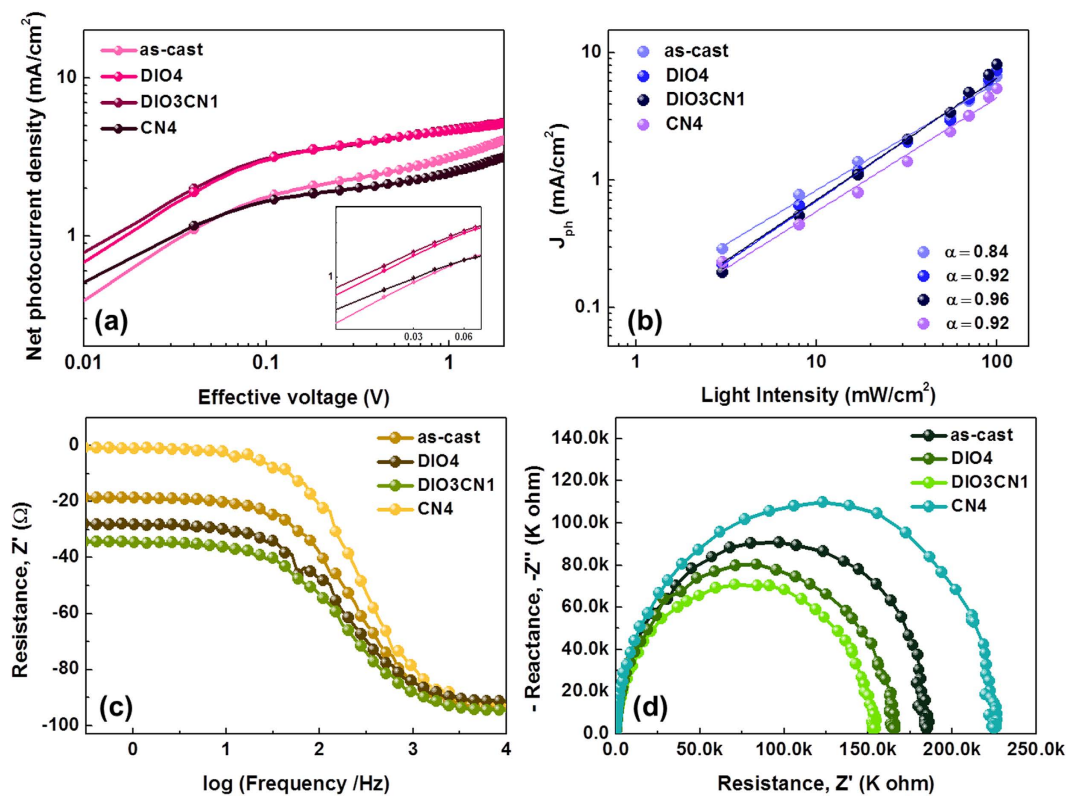 Net photocurrent density (mA/cm²)
10
1
as-cast
DIO4
DIO3CN1
CN4
(a)
1
0.03 0.06
0.01 0.1 1
Effective voltage (V)
J_ph (mA/cm²)
10
1
0.1
as-cast
DIO4
DIO3CN1
CN4
α=0.84
α=0.92
α=0.96
α=0.92
(b)
1 10 100
Light Intensity (mW/cm²)
Resistance, Z' (Ω)
0
-20
-40
-60
-80
-100
as-cast
DIO4
DIO3CN1
CN4
(c)
0 1 2 3 4
log (Frequency /Hz)
- Reactance, -Z'' (K ohm)
140.0k
120.0k
100.0k
80.0k
60.0k
40.0k
20.0k
0.0
as-cast
DIO4
DIO3CN1
CN4
(d)
0.0 50.0k 100.0k 150.0k 200.0k 250.0k
Resistance, Z' (K ohm)